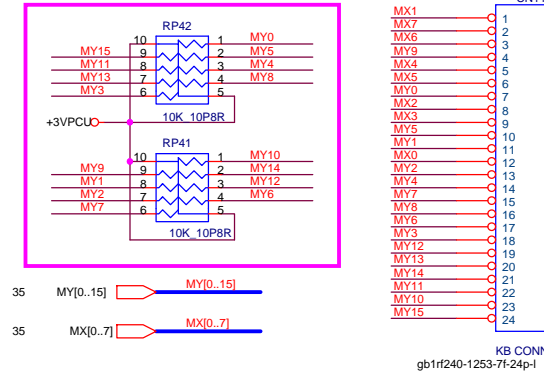 RP42
10 1 MY0
MY15 9 2 MY5
MY11 8 3 MY4
MY13 7 4 MY8
MY3 6 5
+3VPCU
10K_10P8R
RP41
10 1 MY10
MY9 9 2 MY14
MY1 8 3 MY12
MY2 7 4 MY6
MY7 6 5
10K_10P8R
35 MY[0..15] MY[0..15]
35 MX[0..7] MX[0..7]
MX1 1
MX7 2
MX6 3
MY9 4
MX4 5
MX5 6
MY0 7
MX2 8
MX3 9
MY5 10
MY1 11
MX0 12
MY2 13
MY4 14
MY7 15
MY8 16
MY6 17
MY3 18
MY12 19
MY13 20
MY14 21
MY11 22
MY10 23
MY15 24
KB CONN
gb1rf240-1253-7f-24p-l